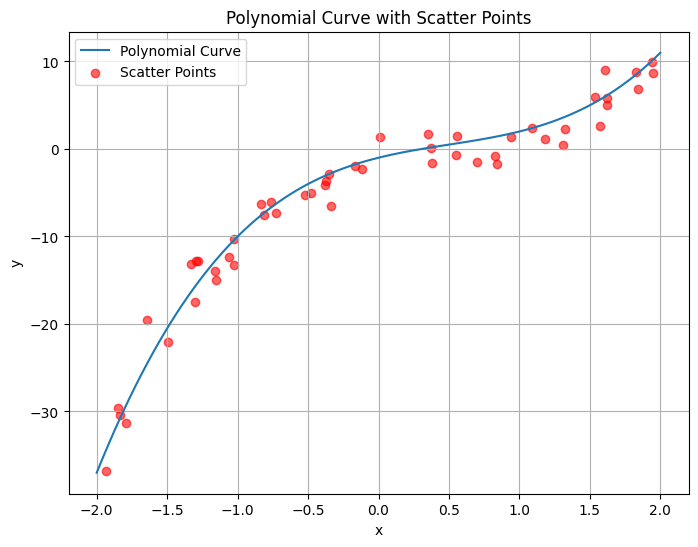 Polynomial Curve with Scatter Points
Polynomial Curve
Scatter Points
10
0
−10
−20
−30
y
−2.0 −1.5 −1.0 −0.5 0.0 0.5 1.0 1.5 2.0
x